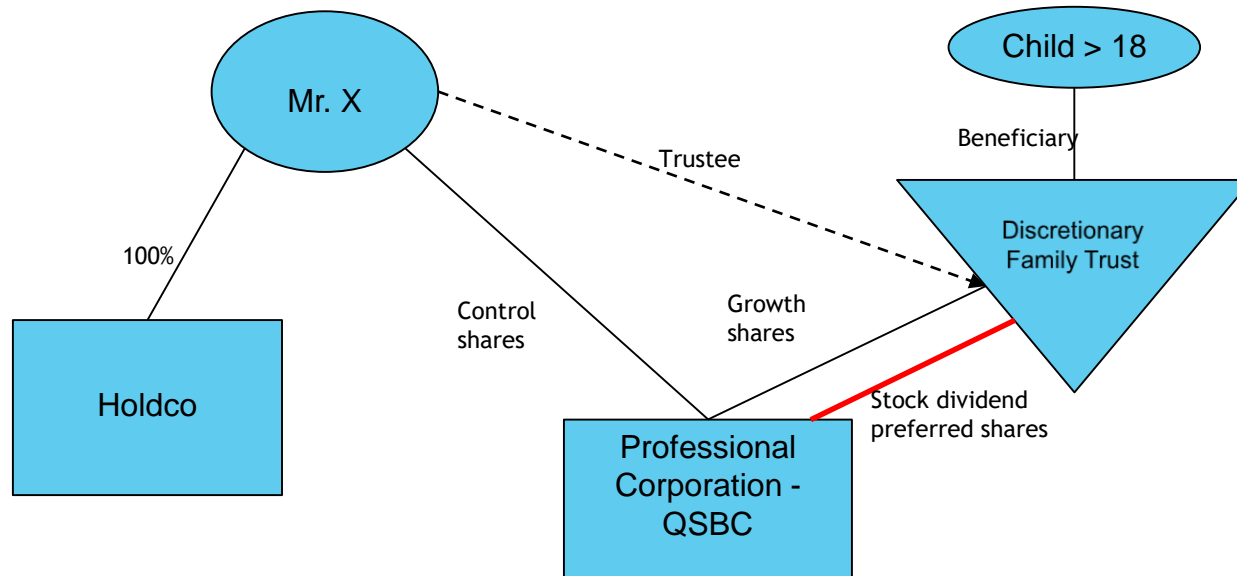 Child > 18
Mr. X
Beneficiary
Trustee
Discretionary
Family Trust
100%
Control
shares
Growth
shares
Holdco
Stock dividend
preferred shares
Professional
Corporation -
QSBC